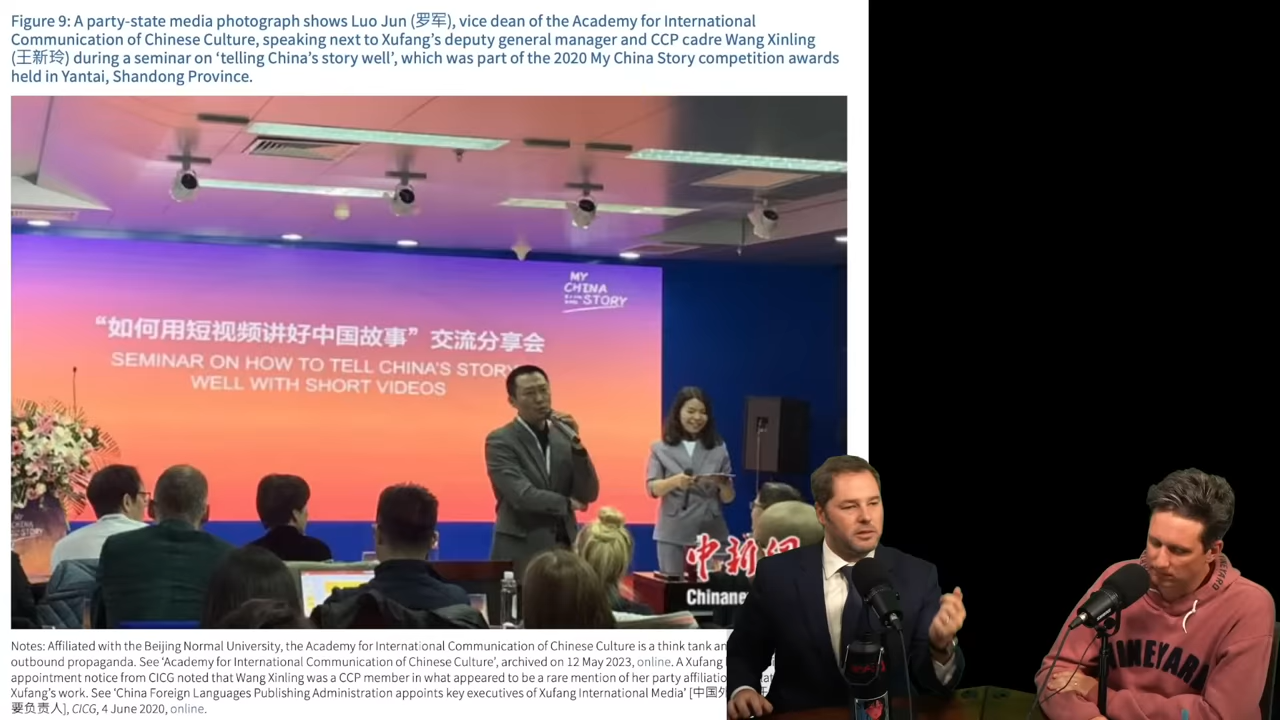 Figure 9: A party-state media photograph shows Luo Jun (罗军), vice dean of the Academy for International
Communication of Chinese Culture, speaking next to Xufang's deputy general manager and CCP cadre Wang Xinling
(王新玲) during a seminar on 'telling China's story well', which was part of the 2020 My China Story competition awards
held in Yantai, Shandong Province.
MY
CHINA
STORY
“如何用短视频讲好中国故事”交流分享会
SEMINAR ON HOW TO TELL CHINA'S STORY
WELL WITH SHORT VIDEOS
MY
CHINA
STORY
中新
Chinane
INEYAR
Notes: Affiliated with the Beijing Normal University, the Academy for International Communication of Chinese Culture is a think tank an
outbound propaganda. See 'Academy for International Communication of Chinese Culture', archived on 12 May 2023, online. A Xufang
appointment notice from CICG noted that Wang Xinling was a CCP member in what appeared to be a rare mention of her party affiliatio
Xufang's work. See 'China Foreign Languages Publishing Administration appoints key executives of Xufang International Media' [中国外
要负责人], CICG, 4 June 2020, online.